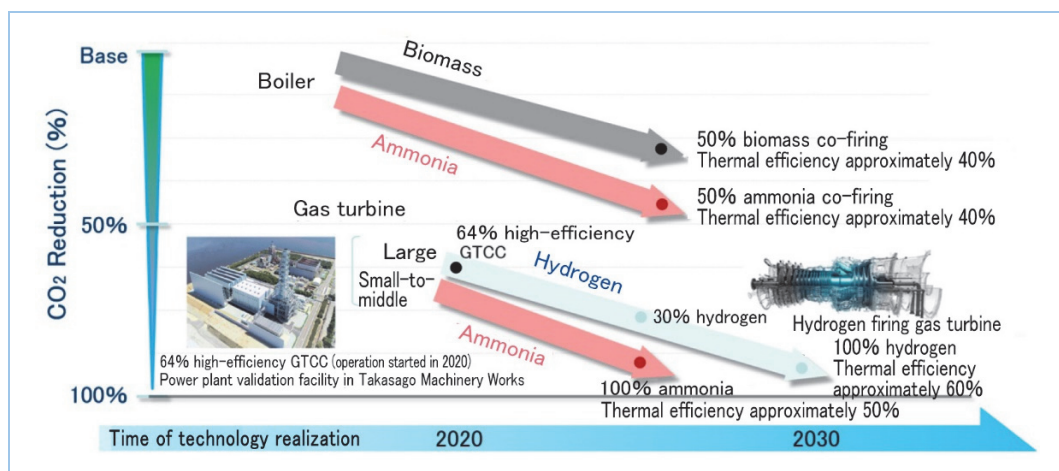 Base
Biomass
Boiler
Ammonia
50% biomass co-firing
Thermal efficiency approximately 40%
50% ammonia co-firing
Thermal efficiency approximately 40%
CO₂ Reduction (%)
50%
Gas turbine
Large
Small-to-
middle
64% high-efficiency
GTCC
Hydrogen
Ammonia
30% hydrogen
Hydrogen firing gas turbine
100% hydrogen
Thermal efficiency
approximately 60%
64% high-efficiency GTCC (operation started in 2020)
Power plant validation facility in Takasago Machinery Works
100% ammonia
Thermal efficiency approximately 50%
100%
Time of technology realization
2020
2030